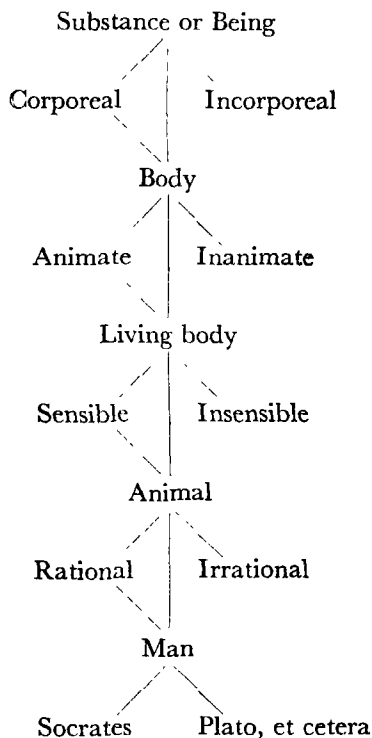 Substance or Being
Corporeal Incorporeal
Body
Animate Inanimate
Living body
Sensible Insensible
Animal
Rational Irrational
Man
Socrates Plato, et cetera